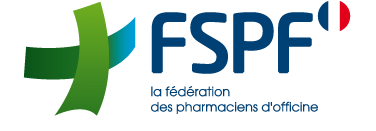 FSPF
la fédération
des pharmaciens d'officine